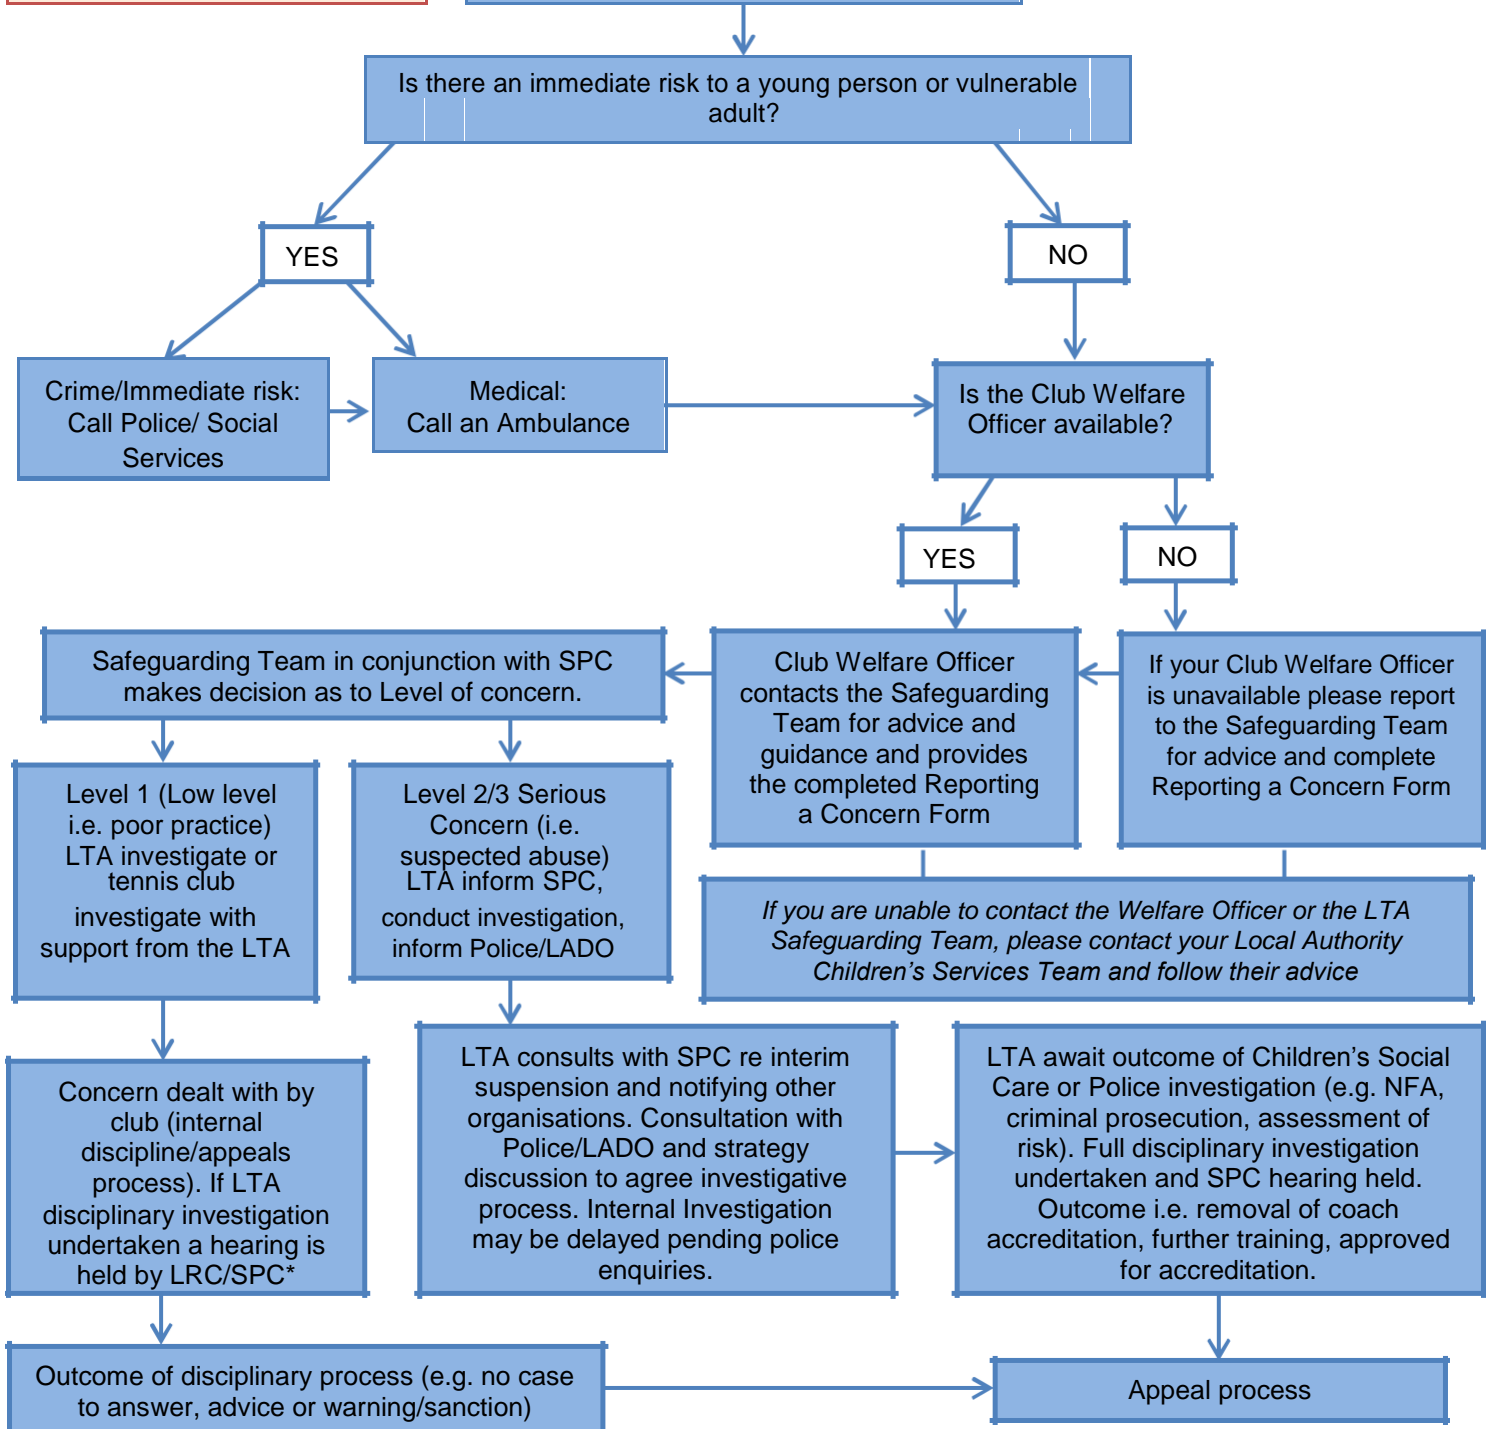 Is there an immediate risk to a young person or vulnerable
adult?
YES
NO
Crime/Immediate risk:
Call Police/ Social
Services
Medical:
Call an Ambulance
Is the Club Welfare
Officer available?
YES
NO
Safeguarding Team in conjunction with SPC
makes decision as to Level of concern.
Club Welfare Officer
contacts the Safeguarding
Team for advice and
guidance and provides
the completed Reporting
a Concern Form
If your Club Welfare Officer
is unavailable please report
to the Safeguarding Team
for advice and complete
Reporting a Concern Form
Level 1 (Low level
i.e. poor practice)
LTA investigate or
tennis club
investigate with
support from the LTA
Level 2/3 Serious
Concern (i.e.
suspected abuse)
LTA inform SPC,
conduct investigation,
inform Police/LADO
If you are unable to contact the Welfare Officer or the LTA
Safeguarding Team, please contact your Local Authority
Children’s Services Team and follow their advice
Concern dealt with by
club (internal
discipline/appeals
process). If LTA
disciplinary investigation
undertaken a hearing is
held by LRC/SPC*
LTA consults with SPC re interim
suspension and notifying other
organisations. Consultation with
Police/LADO and strategy
discussion to agree investigative
process. Internal Investigation
may be delayed pending police
enquiries.
LTA await outcome of Children’s Social
Care or Police investigation (e.g. NFA,
criminal prosecution, assessment of
risk). Full disciplinary investigation
undertaken and SPC hearing held.
Outcome i.e. removal of coach
accreditation, further training, approved
for accreditation.
Outcome of disciplinary process (e.g. no case
to answer, advice or warning/sanction)
Appeal process